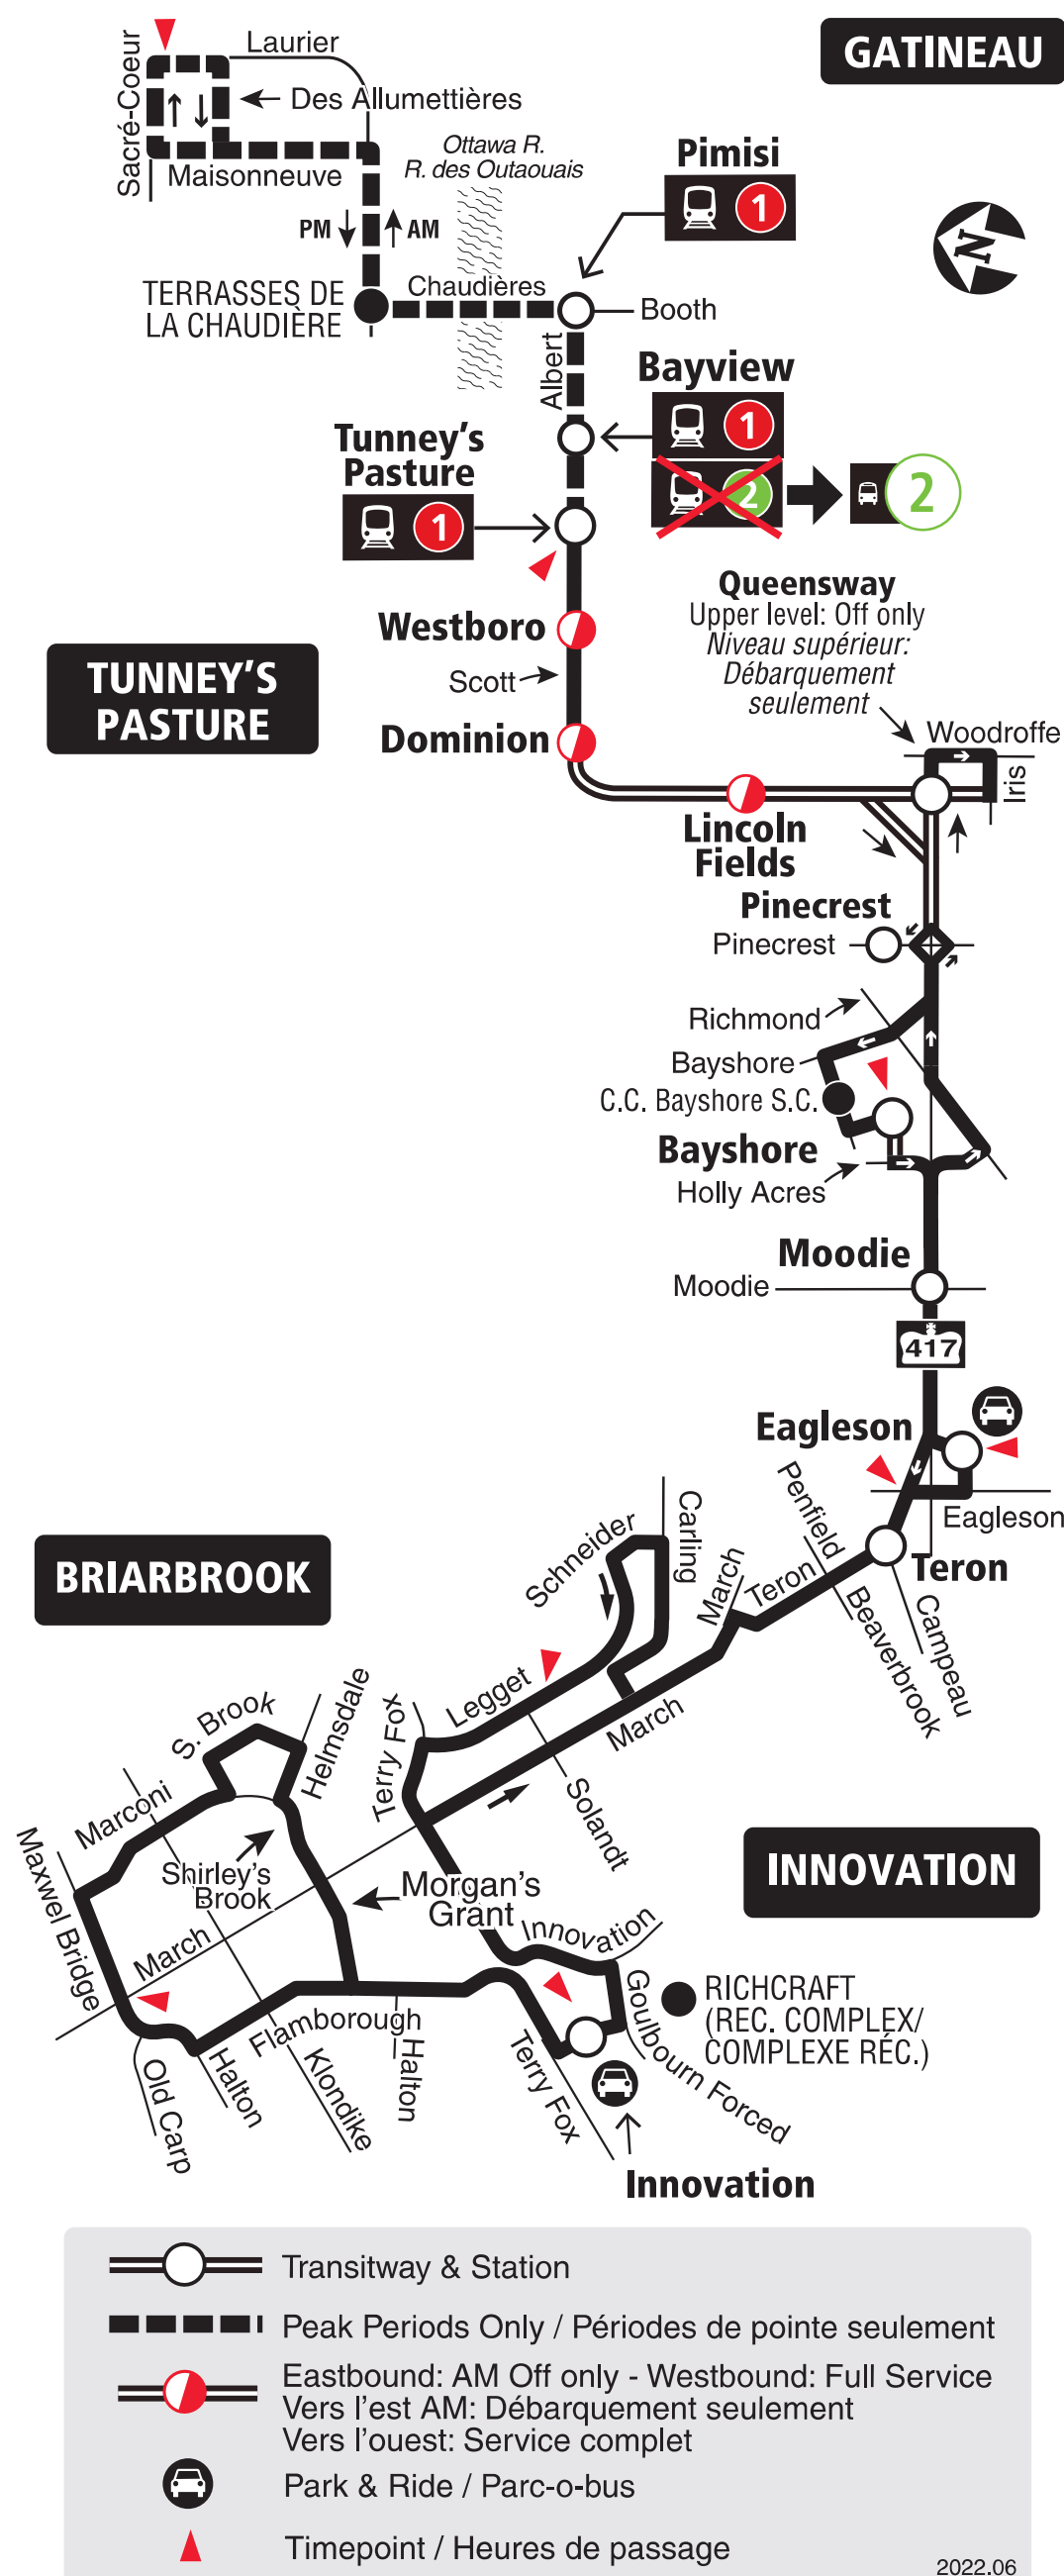 GATINEAU
Sacré-Coeur
Laurier
Des Allumettières
Maisonneuve
Ottawa R.
R. des Outaouais
Pimisi
1
N
PM
AM
TERRASSES DE
LA CHAUDIÈRE
Chaudières
Booth
Albert
Bayview
1
2
2
Tunney's
Pasture
1
Queensway
Upper level: Off only
Niveau supérieur:
Débarquement
seulement
Westboro
Scott
TUNNEY'S
PASTURE
Dominion
Woodroffe
Iris
Lincoln
Fields
Pinecrest
Pinecrest
Richmond
Bayshore
C.C. Bayshore S.C.
Bayshore
Holly Acres
Moodie
Moodie
417
Eagleson
Eagleson
Penfield
Carling
Schneider
March
Teron
Teron
BRIARBROOK
Beaverbrook
Campeau
Legget
March
Helmsdale
S. Brook
Terry Fox
Marconi
Solandt
Maxwel Bridge
Shirley's
Brook
INNOVATION
Morgan's
Grant
March
Innovation
Goulbourn Forced
RICHCRAFT
(REC. COMPLEX/
COMPLEXE RÉC.)
Flamborough
Halton
Old Carp
Halton
Klondike
Terry Fox
Innovation
Transitway & Station
Peak Periods Only / Périodes de pointe seulement
Eastbound: AM Off only - Westbound: Full Service
Vers l'est AM: Débarquement seulement
Vers l'ouest: Service complet
Park & Ride / Parc-o-bus
Timepoint / Heures de passage
2022.06